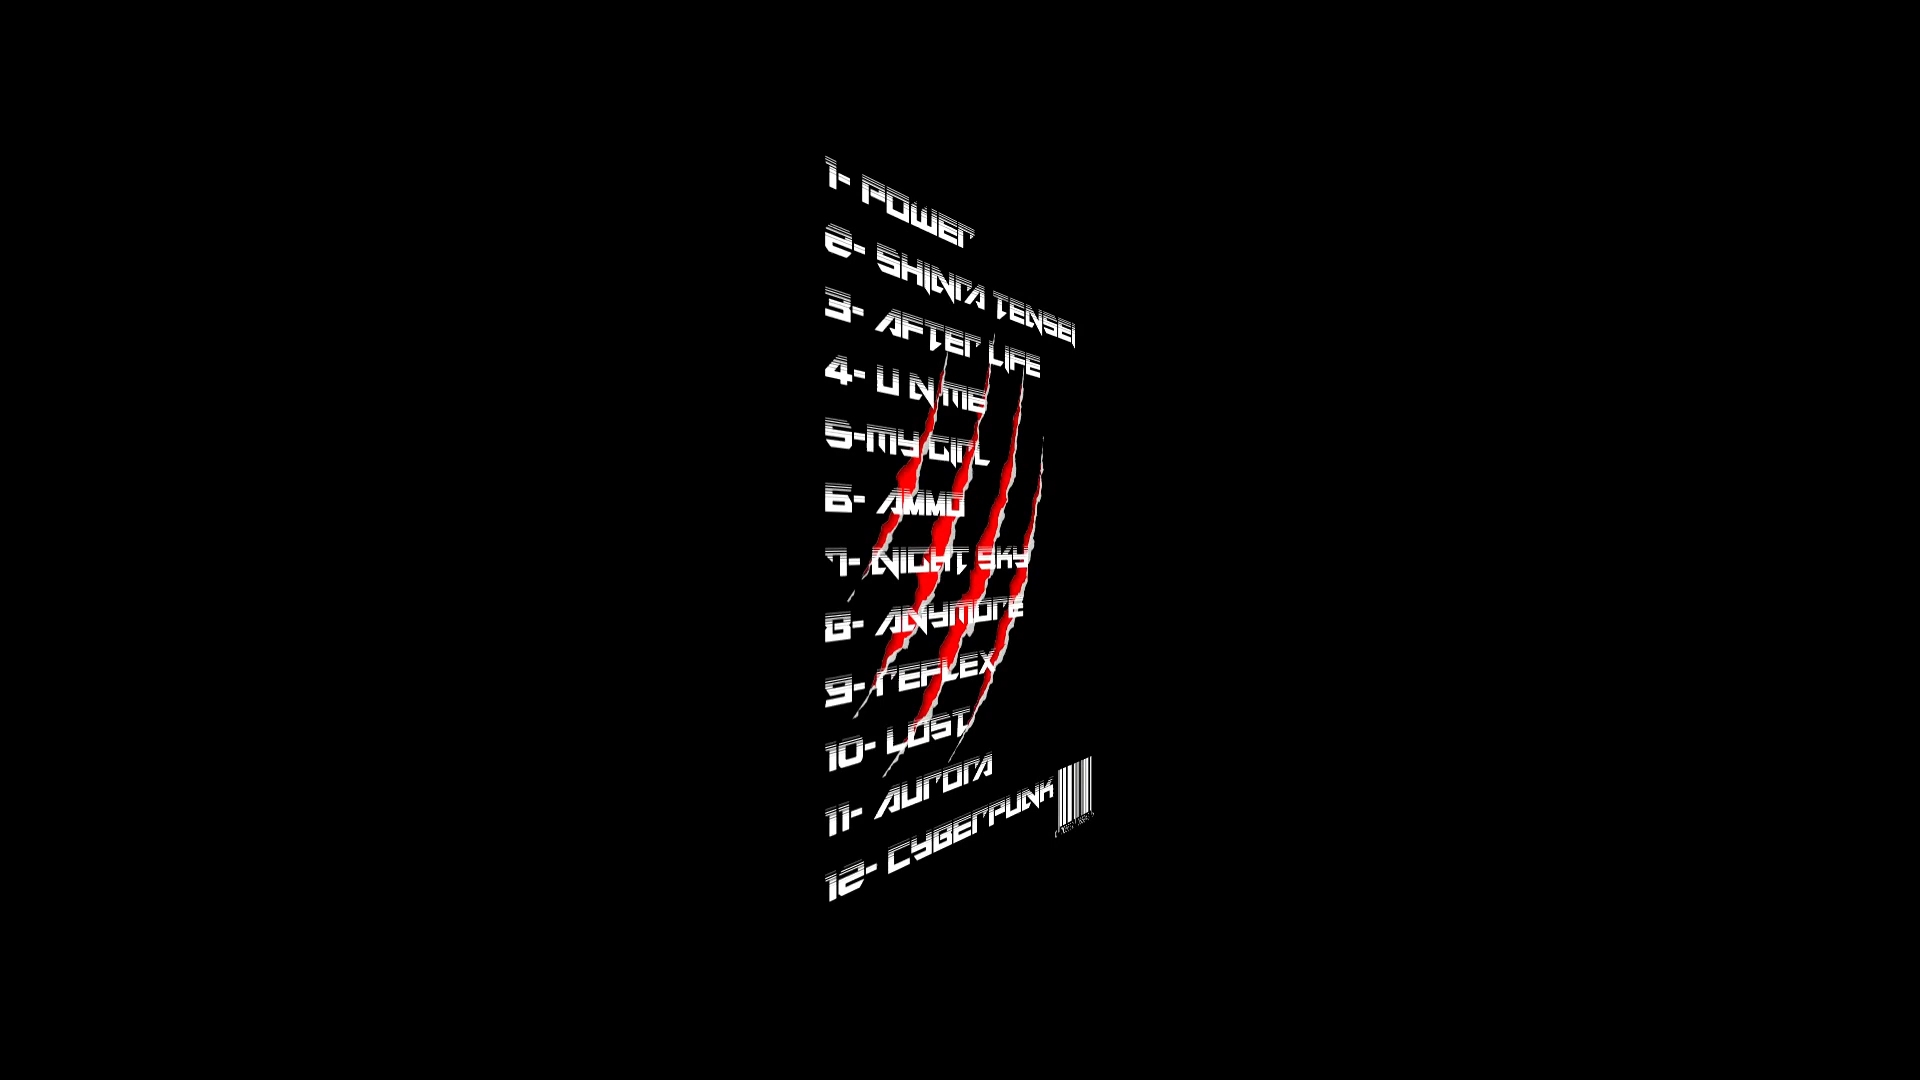 1- POWER
2- SHINRA TENSEI
3- AFTER LIFE
4- U N ME
5-MY GIRL
6- AMMO
7- NIGHT SKY
8- ANYMORE
9- REFLEX
10- LOST
11- AURORA
12- CYBERPUNK